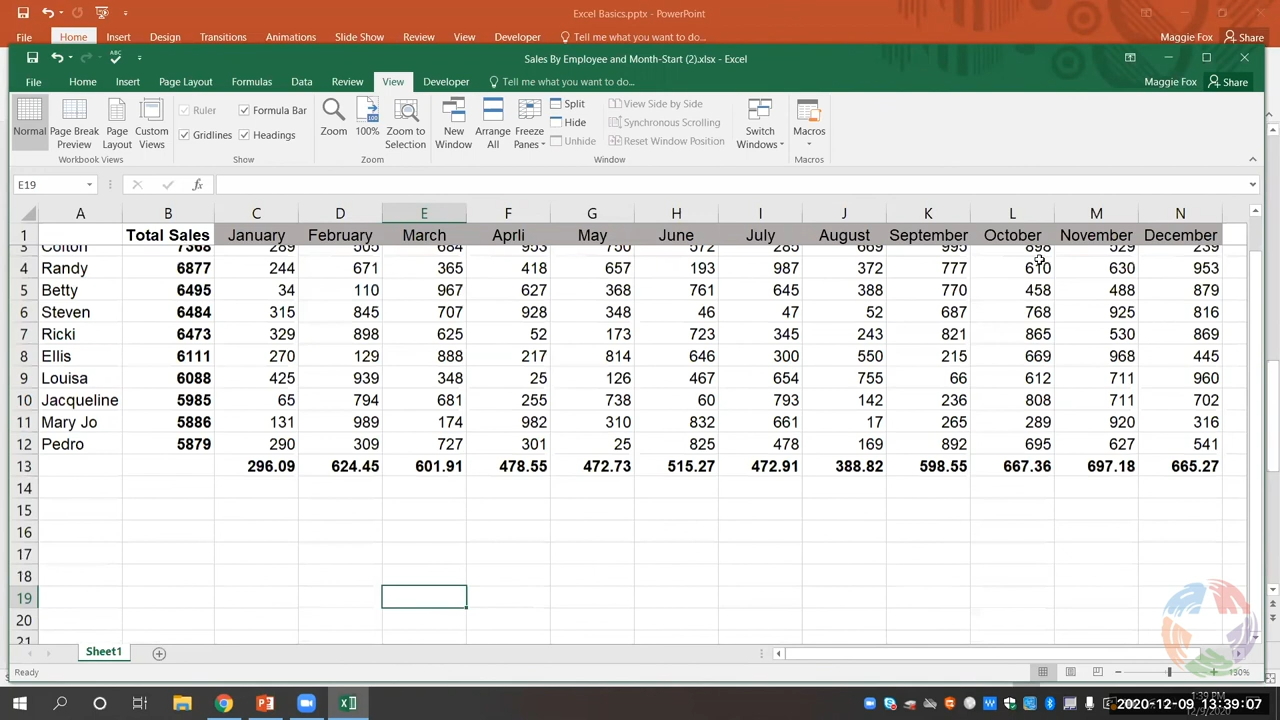 Excel Basics.pptx - PowerPoint
File Home Insert Design Transitions Animations Slide Show Review View Developer Tell me what you want to do... Maggie Fox Share
ABC
Sales By Employee and Month-Start (2).xlsx - Excel
File Home Insert Page Layout Formulas Data Review View Developer Tell me what you want to do... Maggie Fox Share
Normal Page Break Preview Page Layout Custom Views Ruler Formula Bar Gridlines Headings Zoom 100% Zoom to Selection New Window Arrange All Freeze Panes Split Hide Unhide View Side by Side Synchronous Scrolling Reset Window Position Switch Windows Macros
Workbook Views Show Zoom Window Macros
E19 fx
A B C D E F G H I J K L M N
1 Total Sales January February March Aprli May June July August September October November December
3 Colton 7368 289 505 684 953 750 572 285 669 995 898 529 239
4 Randy 6877 244 671 365 418 657 193 987 372 777 610 630 953
5 Betty 6495 34 110 967 627 368 761 645 388 770 458 488 879
6 Steven 6484 315 845 707 928 348 46 47 52 687 768 925 816
7 Ricki 6473 329 898 625 52 173 723 345 243 821 865 530 869
8 Ellis 6111 270 129 888 217 814 646 300 550 215 669 968 445
9 Louisa 6088 425 939 348 25 126 467 654 755 66 612 711 960
10 Jacqueline 5985 65 794 681 255 738 60 793 142 236 808 711 702
11 Mary Jo 5886 131 989 174 982 310 832 661 17 265 289 920 316
12 Pedro 5879 290 309 727 301 25 825 478 169 892 695 627 541
13 296.09 624.45 601.91 478.55 472.73 515.27 472.91 388.82 598.55 667.36 697.18 665.27
14
15
16
17
18
19
20
21
Sheet1
Ready 130%
1:39 PM
2020-12-09 13:39:07
12/9/2020